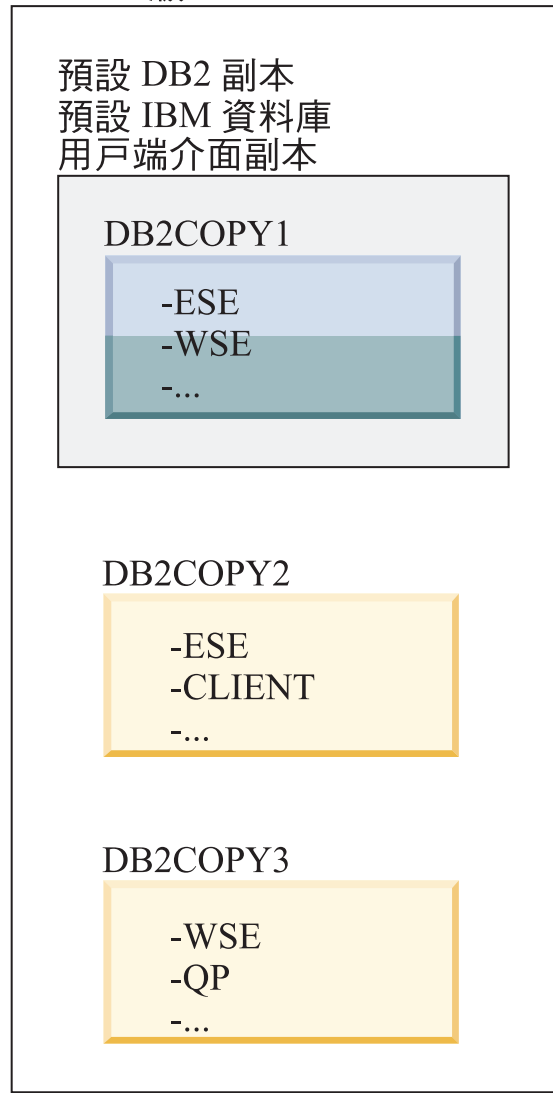 預設 DB2 副本
預設 IBM 資料庫
用戶端介面副本
DB2COPY1
-ESE
-WSE
-...
DB2COPY2
-ESE
-CLIENT
-...
DB2COPY3
-WSE
-QP
-...